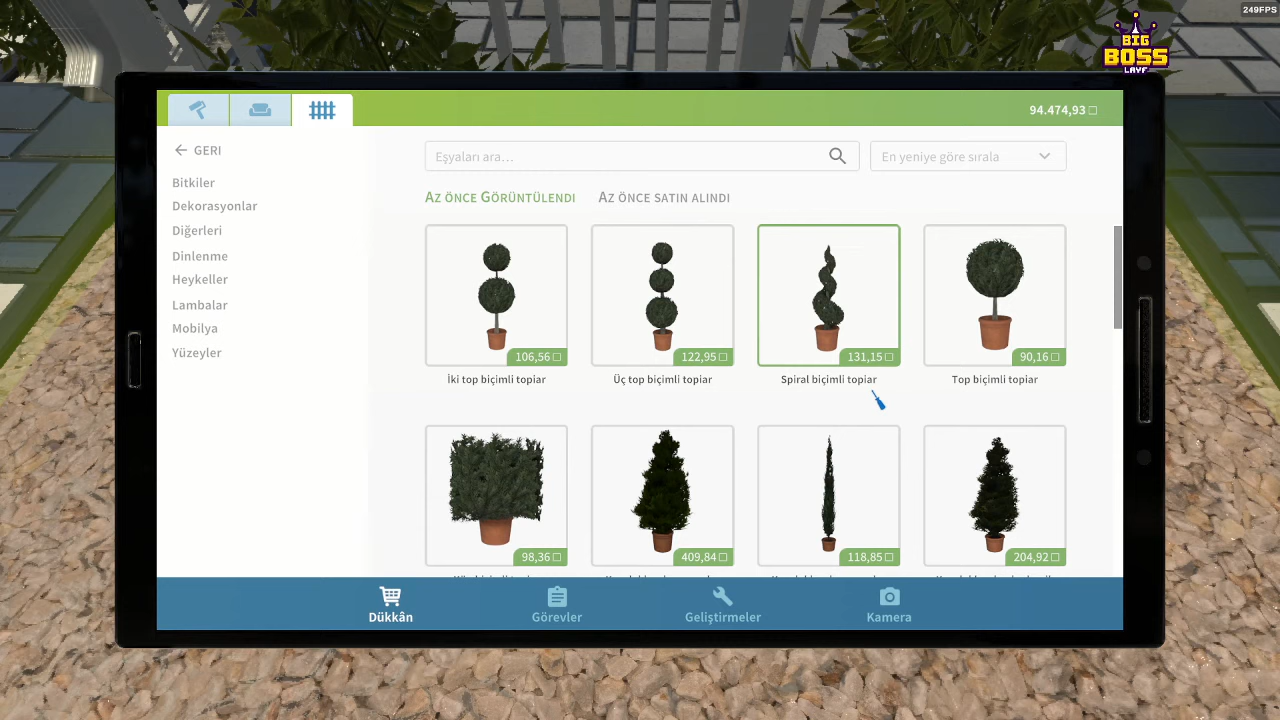 249FPS
BIG
BOSS
LAYF
94.474,93
GERI
Bitkiler
Dekorasyonlar
Diğerleri
Dinlenme
Heykeller
Lambalar
Mobilya
Yüzeyler
Eşyaları ara...
En yeniye göre sırala
AZ ÖNCE GÖRÜNTÜLENDI
AZ ÖNCE SATIN ALINDI
106,56
122,95
131,15
90,16
İki top biçimli topiar
Üç top biçimli topiar
Spiral biçimli topiar
Top biçimli topiar
98,36
409,84
118,85
204,92
Dükkân
Görevler
Geliştirmeler
Kamera